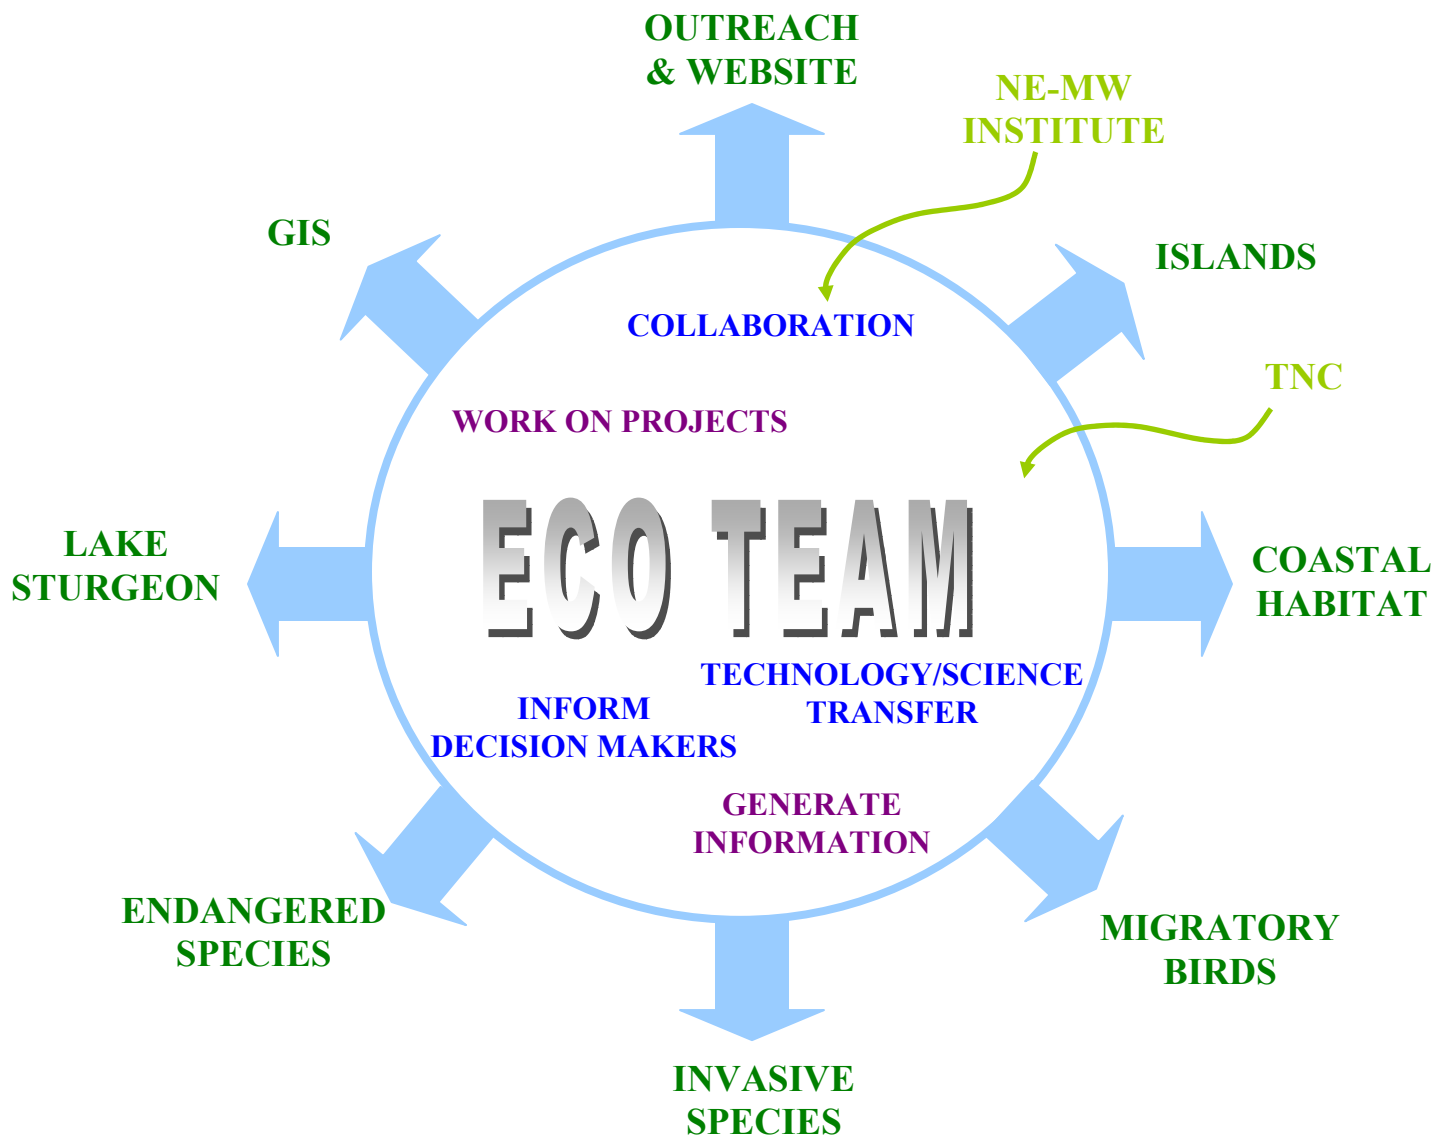 OUTREACH
& WEBSITE
NE-MW
INSTITUTE
GIS
ISLANDS
COLLABORATION
TNC
WORK ON PROJECTS
ECO TEAM
LAKE
STURGEON
COASTAL
HABITAT
TECHNOLOGY/SCIENCE
TRANSFER
INFORM
DECISION MAKERS
GENERATE
INFORMATION
ENDANGERED
SPECIES
MIGRATORY
BIRDS
INVASIVE
SPECIES